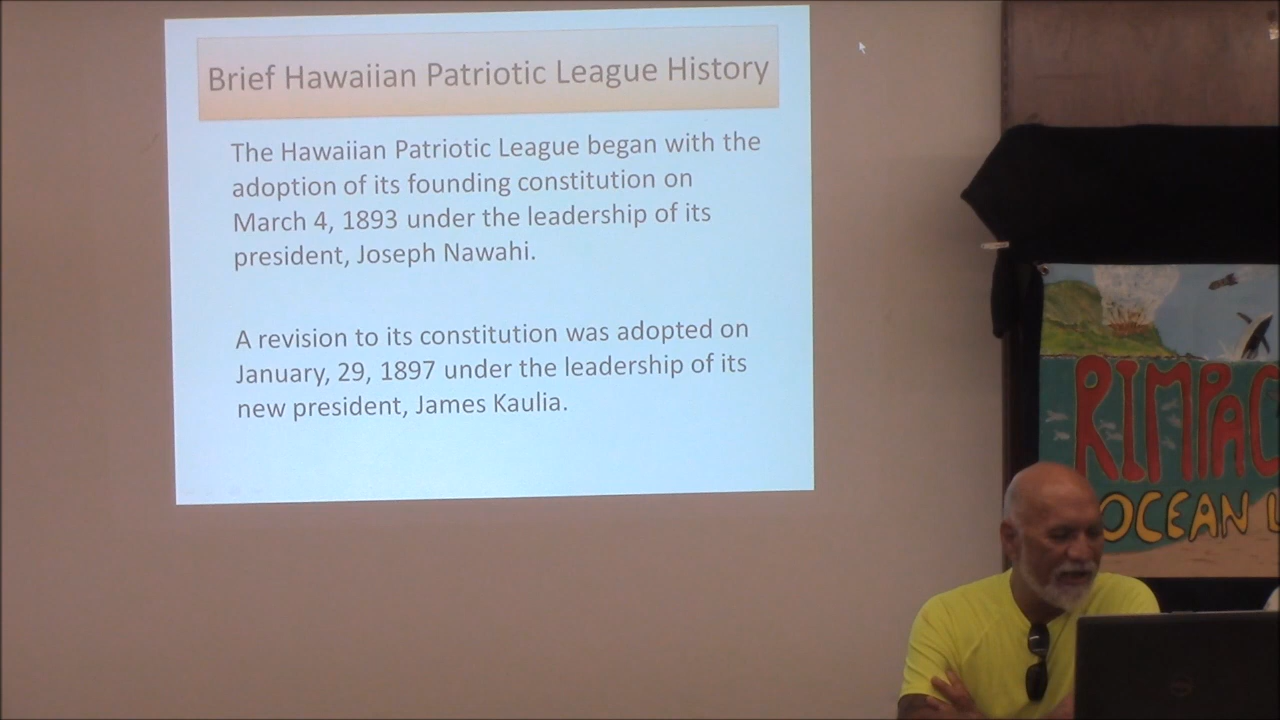 Brief Hawaiian Patriotic League History
The Hawaiian Patriotic League began with the
adoption of its founding constitution on
March 4, 1893 under the leadership of its
president, Joseph Nawahi.
A revision to its constitution was adopted on
January, 29, 1897 under the leadership of its
new president, James Kaulia.
RIMPAC
OCEAN